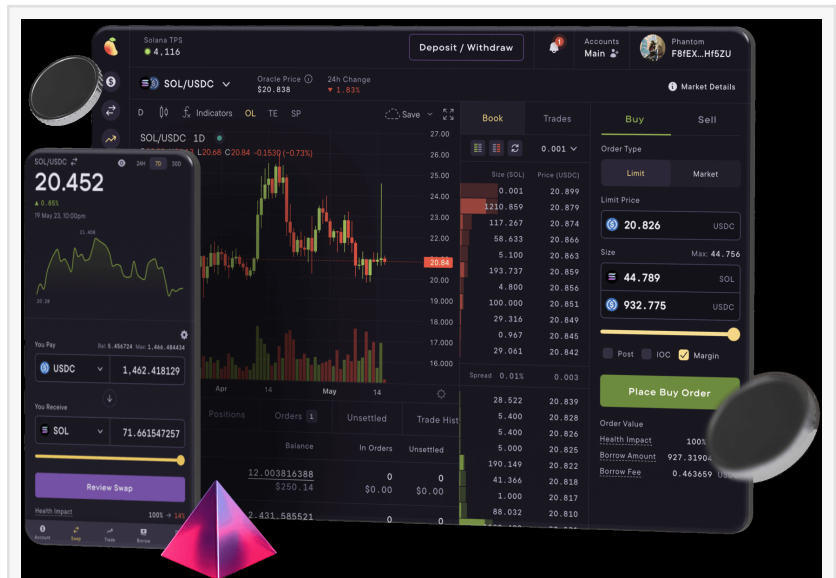 Solana TPS
4,116
Deposit / Withdraw
1
Accounts
Main
Phantom
F8fEX...Hf5ZU
SOL/USDC
Oracle Price
$20.838
24h Change
▼ 1.83%
Market Details
D
Indicators
OL
TE
SP
Save
SOL/USDC 1D
L20.66 C20.84 -0.1530 (-0.73%)
27.00
26.00
25.00
24.00
23.00
22.00
20.84
20.00
19.000
18.000
17.000
16.000
Apr
14
May
14
Book
Trades
0.001
Size (SOL)
Price (USDC)
0.001 20.899
1210.859 20.879
117.267 20.874
58.633 20.866
5.100 20.863
193.737 20.859
4.800 20.856
100.000 20.851
29.316 20.849
0.967 20.845
29.061 20.842
Spread 0.01% 0.003
28.522 20.839
5.400 20.828
5.400 20.826
5.000 20.825
190.149 20.822
41.366 20.818
1.000 20.817
88.032 20.810
Buy
Sell
Order Type
Limit
Market
Limit Price
20.826 USDC
Size
Max: 44.756
44.789 SOL
932.775 USDC
Post
IOC
Margin
Place Buy Order
Order Value
Health Impact 100%
Borrow Amount 927.31904
Borrow Fee 0.463659
Positions
Orders 1
Unsettled
Trade Hist
Balance
In Orders
Unsettled
12.003816388 0 0
$250.14 $0.00 $0.00
2,431.585521 0 0
SOL/USDC
24H
7D
30D
20.452
▲ 0.85%
19 May 23, 10:00pm
21.408
20.20
You Pay
Bal: 5.456724 Max: 1,466.484434
USDC
1,462.418129
You Receive
SOL
71.661547257
Review Swap
Health Impact
100% → 14%
Account
Swap
Trade
Borrow